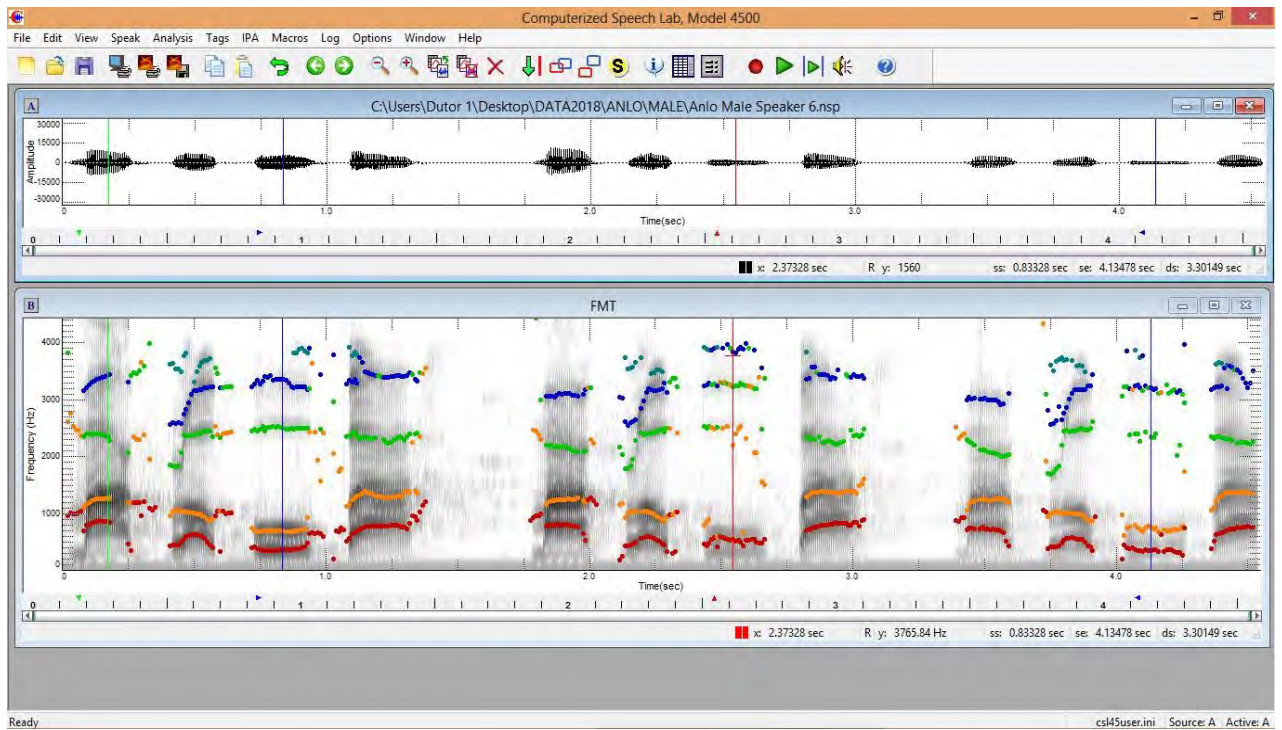 Computerized Speech Lab, Model 4500
File Edit View Speak Analysis Tags IPA Macros Log Options Window Help
A
C:\Users\Dutor 1\Desktop\DATA2018\ANLO\MALE\Anlo Male Speaker 6.nsp
30000
15000
0
-15000
-30000
Amplitude
0 1.0 2.0 3.0 4.0
Time(sec)
0 1 2 3 4
x: 2.37328 sec R y: 1560 ss: 0.83328 sec se: 4.13478 sec ds: 3.30149 sec
B
FMT
4000
3000
2000
1000
0
Frequency (Hz)
0 1.0 2.0 3.0 4.0
Time(sec)
0 1 2 3 4
x: 2.37328 sec R y: 3765.84 Hz ss: 0.83328 sec se: 4.13478 sec ds: 3.30149 sec
Ready csl45user.ini Source: A Active: A